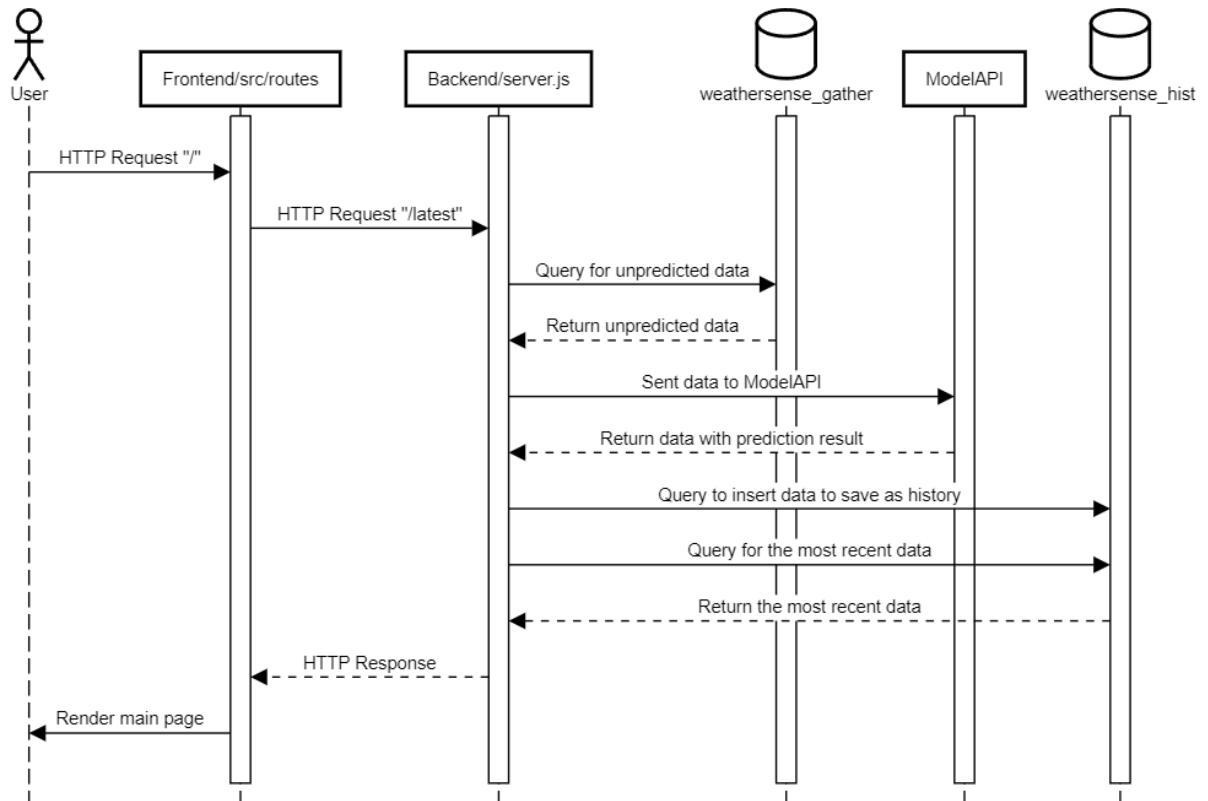 User
Frontend/src/routes
Backend/server.js
weathersense_gather
ModelAPI
weathersense_hist
HTTP Request "/"
HTTP Request "/latest"
Query for unpredicted data
Return unpredicted data
Sent data to ModelAPI
Return data with prediction result
Query to insert data to save as history
Query for the most recent data
Return the most recent data
HTTP Response
Render main page